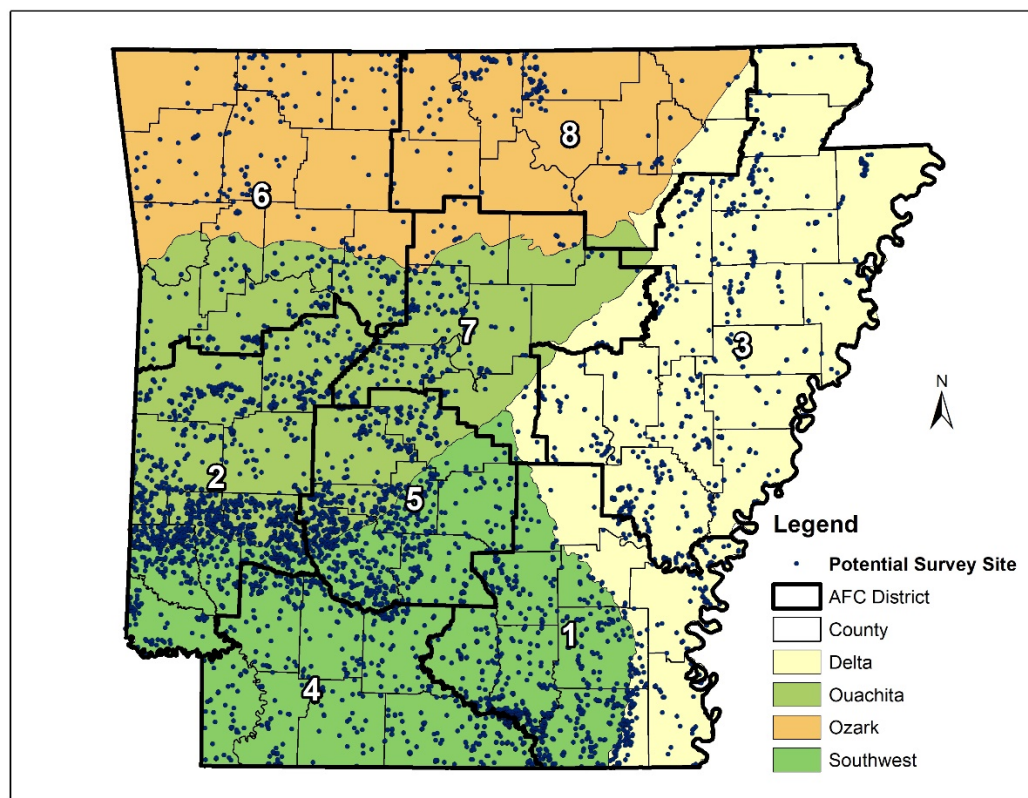 8
6
3
7
2
5
1
4
N
Legend
Potential Survey Site
AFC District
County
Delta
Ouachita
Ozark
Southwest